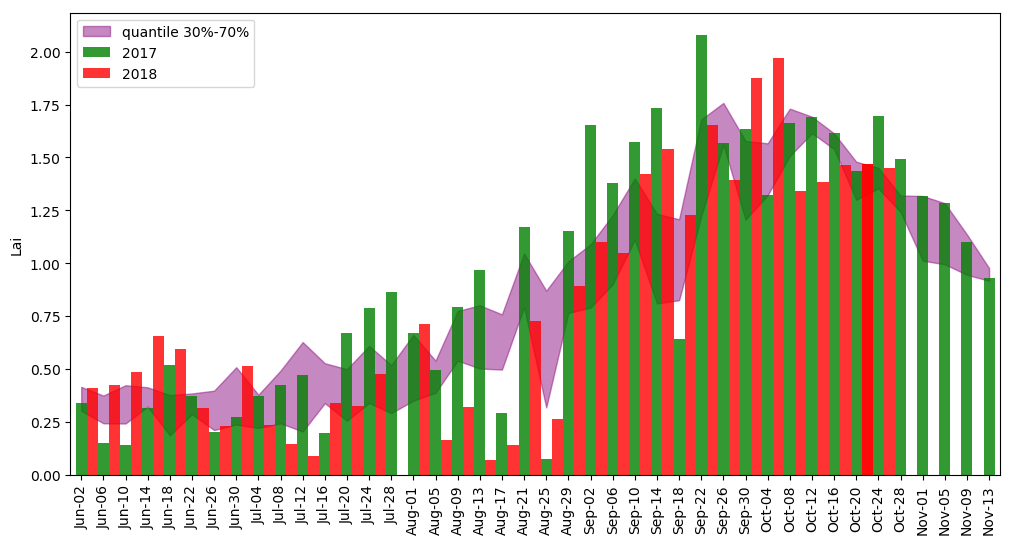 quantile 30%-70%
2017
2018
2.00
1.75
1.50
1.25
1.00
0.75
0.50
0.25
0.00
Lai
Jun-02
Jun-06
Jun-10
Jun-14
Jun-18
Jun-22
Jun-26
Jun-30
Jul-04
Jul-08
Jul-12
Jul-16
Jul-20
Jul-24
Jul-28
Aug-01
Aug-05
Aug-09
Aug-13
Aug-17
Aug-21
Aug-25
Aug-29
Sep-02
Sep-06
Sep-10
Sep-14
Sep-18
Sep-22
Sep-26
Sep-30
Oct-04
Oct-08
Oct-12
Oct-16
Oct-20
Oct-24
Oct-28
Nov-01
Nov-05
Nov-09
Nov-13